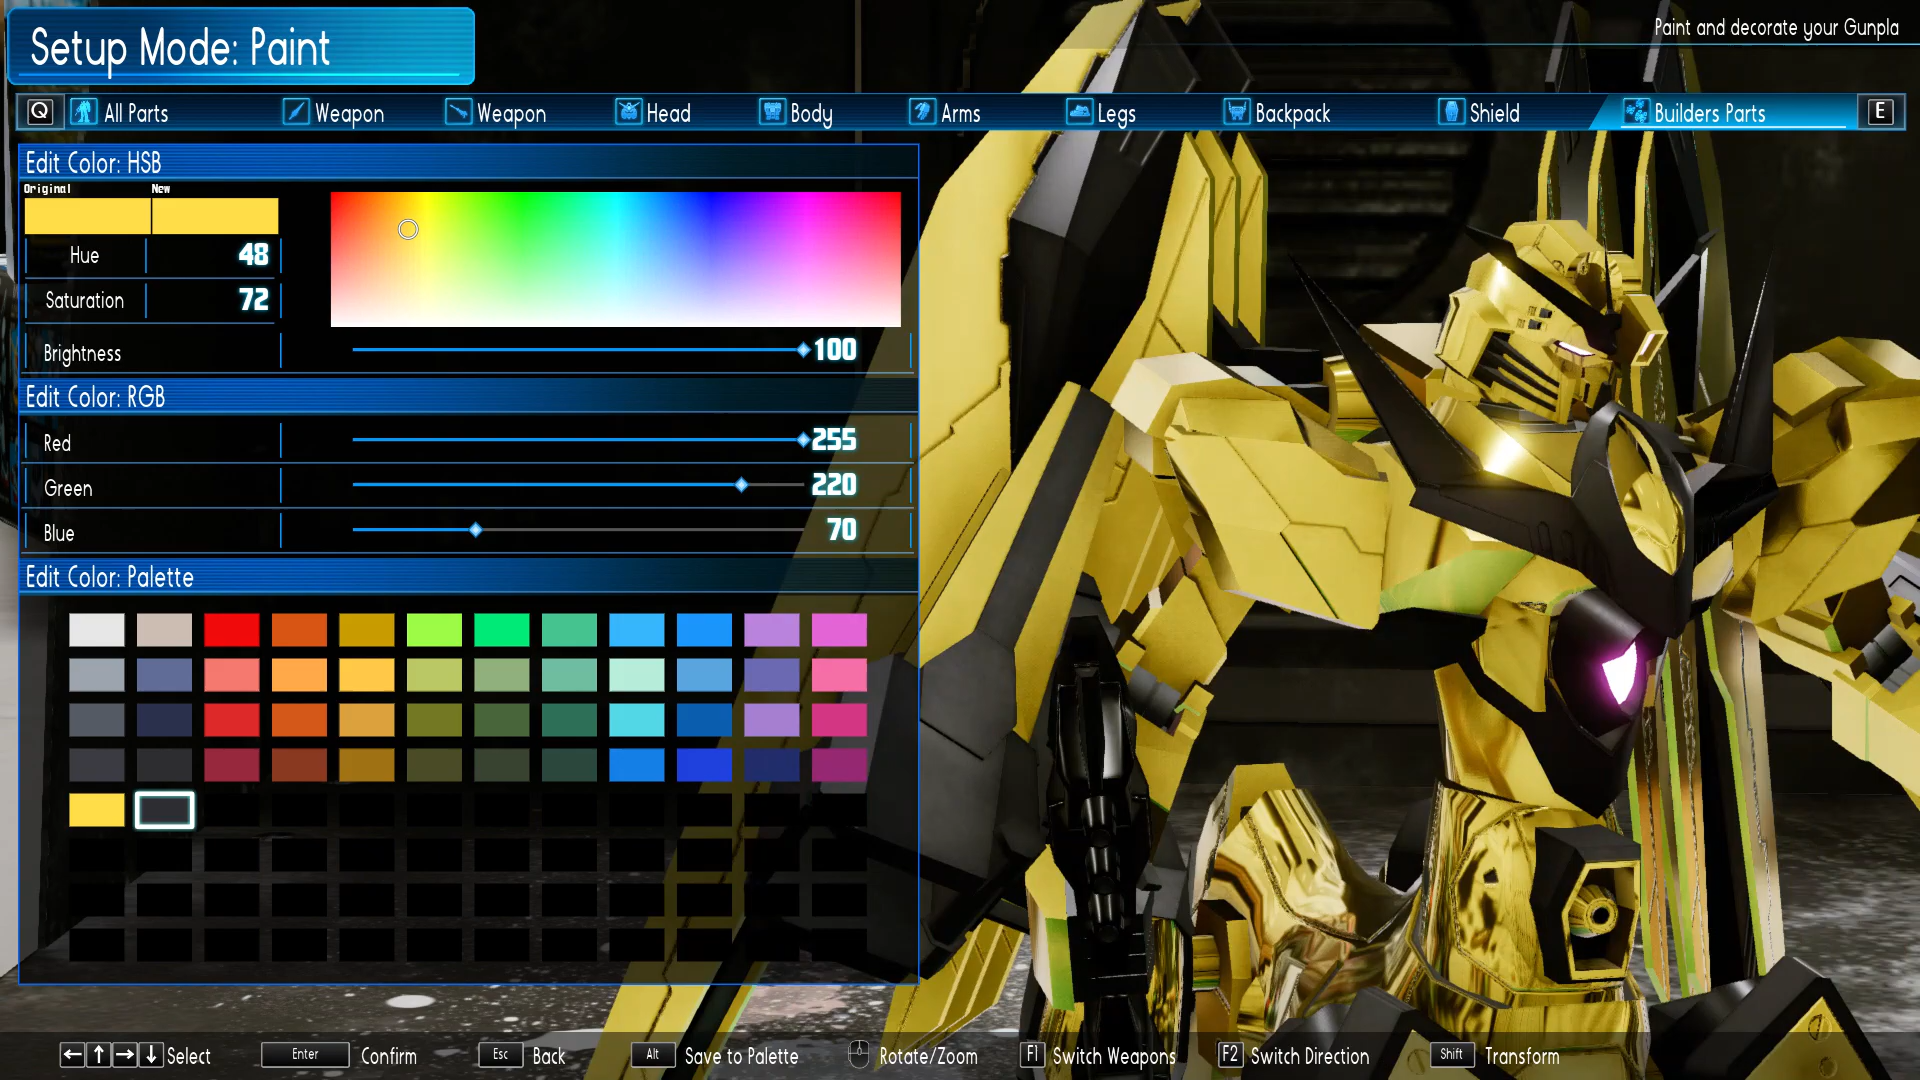 Setup Mode: Paint
Paint and decorate your Gunpla
Q All Parts Weapon Weapon Head Body Arms Legs Backpack Shield Builders Parts E
Edit Color: HSB
Original New
Hue 48
Saturation 72
Brightness 100
Edit Color: RGB
Red 255
Green 220
Blue 70
Edit Color: Palette
←↑→↓ Select Enter Confirm Esc Back Alt Save to Palette Rotate/Zoom F1 Switch Weapons F2 Switch Direction Shift Transform